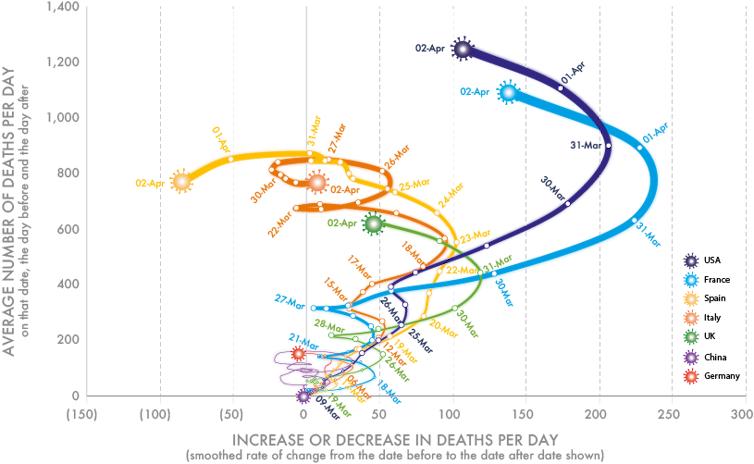 AVERAGE NUMBER OF DEATHS PER DAY
on that date, the day before and the day after
1,400
1,200
1,000
800
600
400
200
0
02-Apr
01-Apr
31-Mar
30-Mar
02-Apr
01-Apr
31-Mar
30-Mar
02-Apr
01-Apr
31-Mar
27-Mar
26-Mar
30-Mar
02-Apr
25-Mar
24-Mar
22-Mar
02-Apr
23-Mar
18-Mar
22-Mar
31-Mar
17-Mar
15-Mar
27-Mar
26-Mar
25-Mar
20-Mar
30-Mar
28-Mar
21-Mar
19-Mar
12-Mar
26-Mar
18-Mar
06-Mar
19-Mar
09-Mar
USA
France
Spain
Italy
UK
China
Germany
(150) (100) (50) 0 50 100 150 200 250 300
INCREASE OR DECREASE IN DEATHS PER DAY
(smoothed rate of change from the date before to the date after date shown)